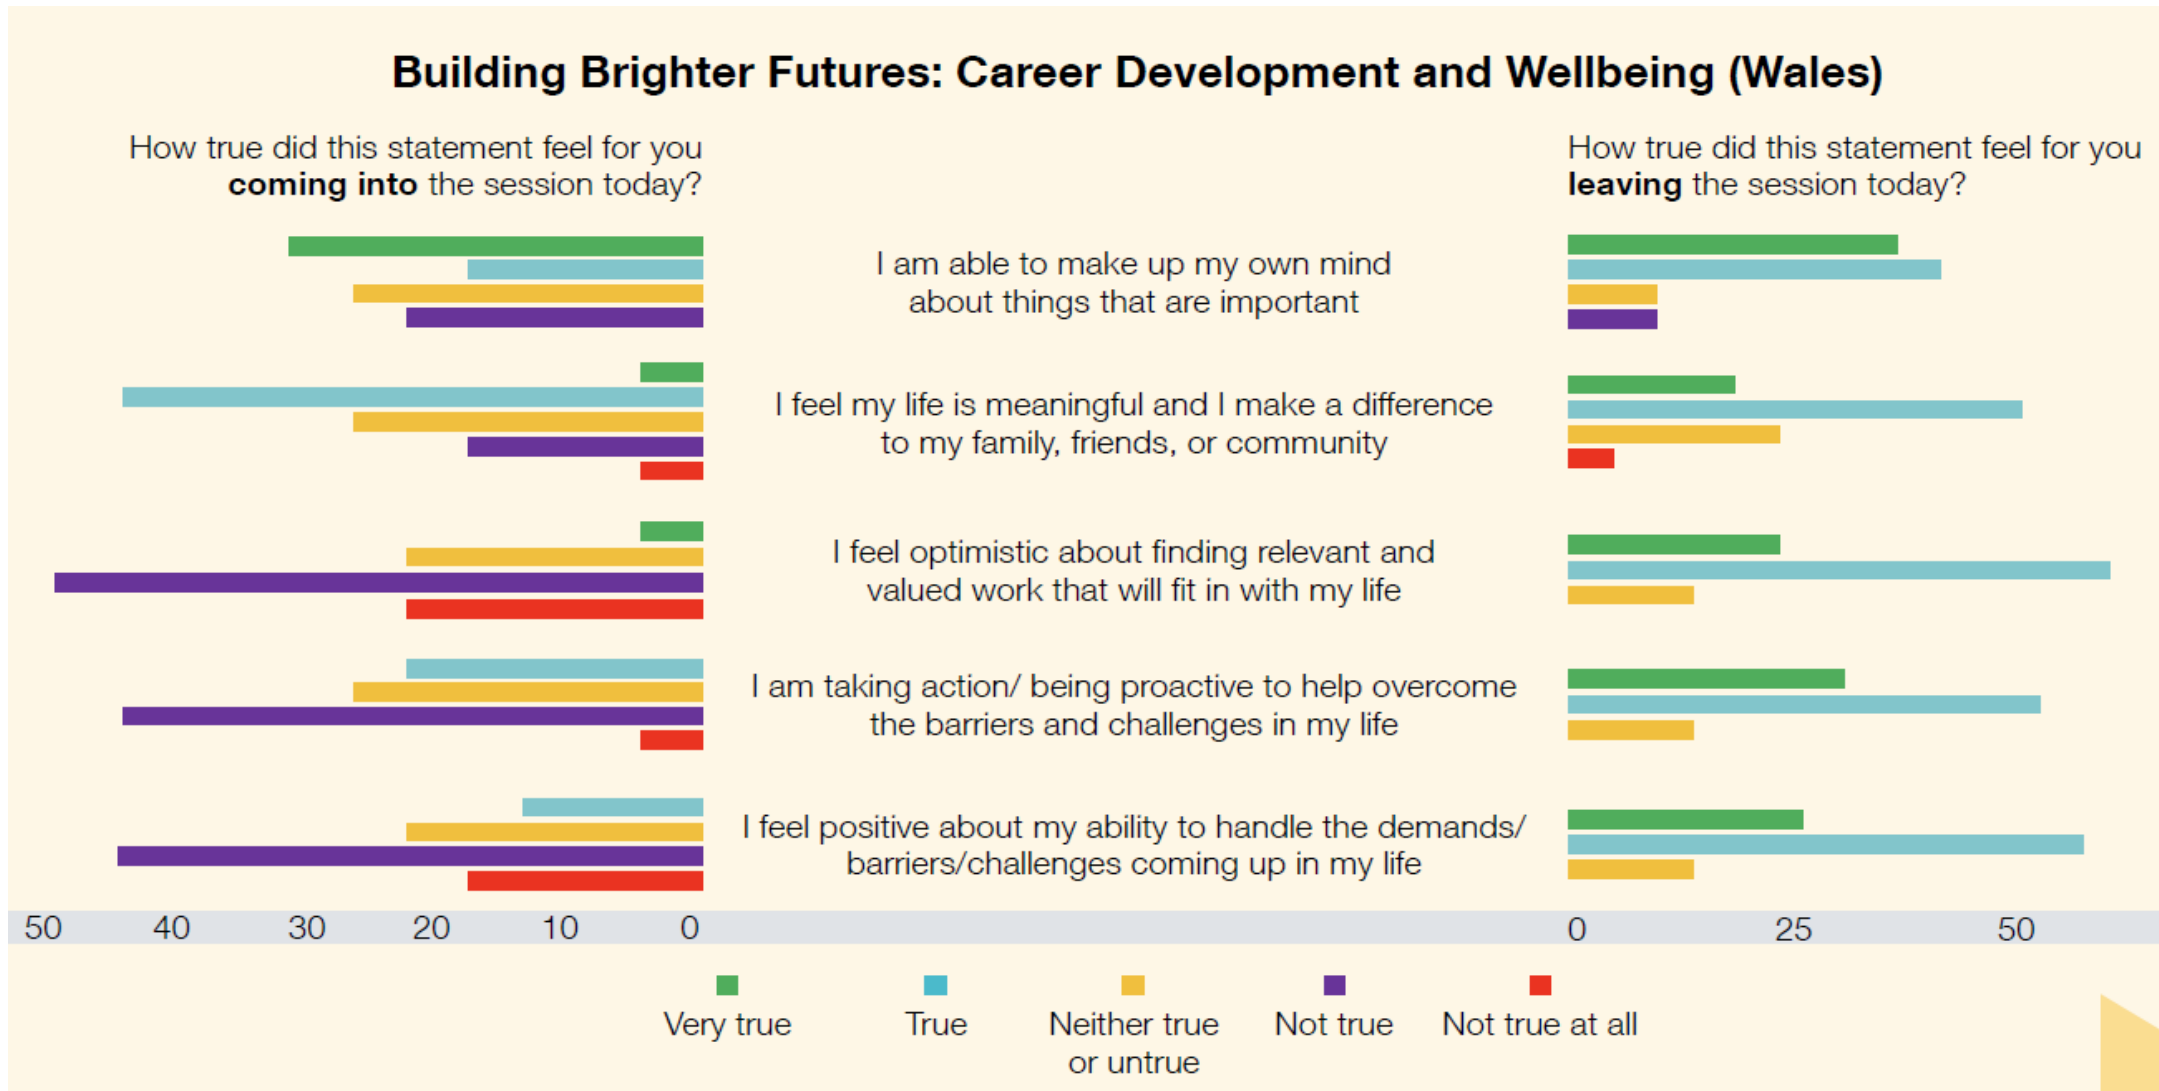 Building Brighter Futures: Career Development and Wellbeing (Wales)
How true did this statement feel for you
coming into the session today?
How true did this statement feel for you
leaving the session today?
I am able to make up my own mind
about things that are important
I feel my life is meaningful and I make a difference
to my family, friends, or community
I feel optimistic about finding relevant and
valued work that will fit in with my life
I am taking action/ being proactive to help overcome
the barriers and challenges in my life
I feel positive about my ability to handle the demands/
barriers/challenges coming up in my life
50 40 30 20 10 0
0 25 50
Very true
True
Neither true
or untrue
Not true
Not true at all